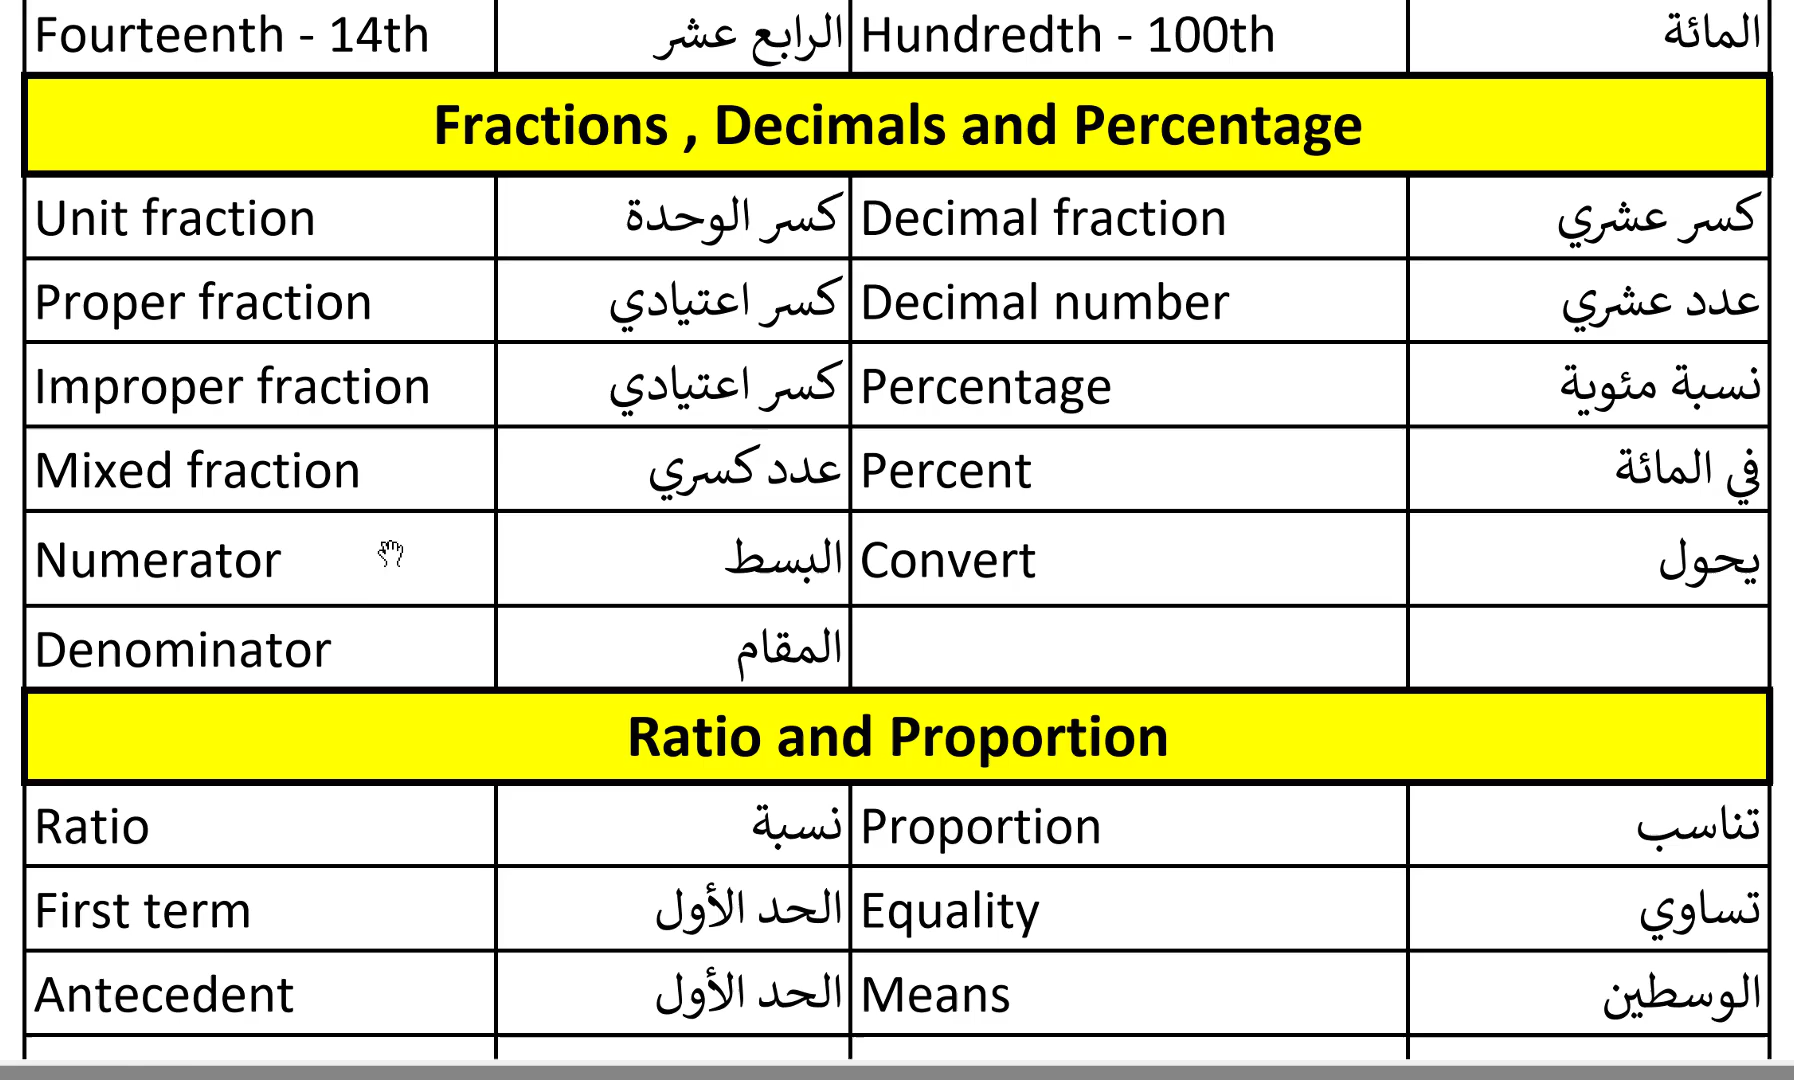 Fourteenth - 14th الرابع عشر Hundredth - 100th المائة
Fractions , Decimals and Percentage
Unit fraction كسر الوحدة Decimal fraction كسر عشري
Proper fraction كسر اعتيادي Decimal number عدد عشري
Improper fraction كسر اعتيادي Percentage نسبة مئوية
Mixed fraction عدد كسري Percent في المائة
Numerator البسط Convert يحول
Denominator المقام
Ratio and Proportion
Ratio نسبة Proportion تناسب
First term الحد الأول Equality تساوي
Antecedent الحد الأول Means الوسطين